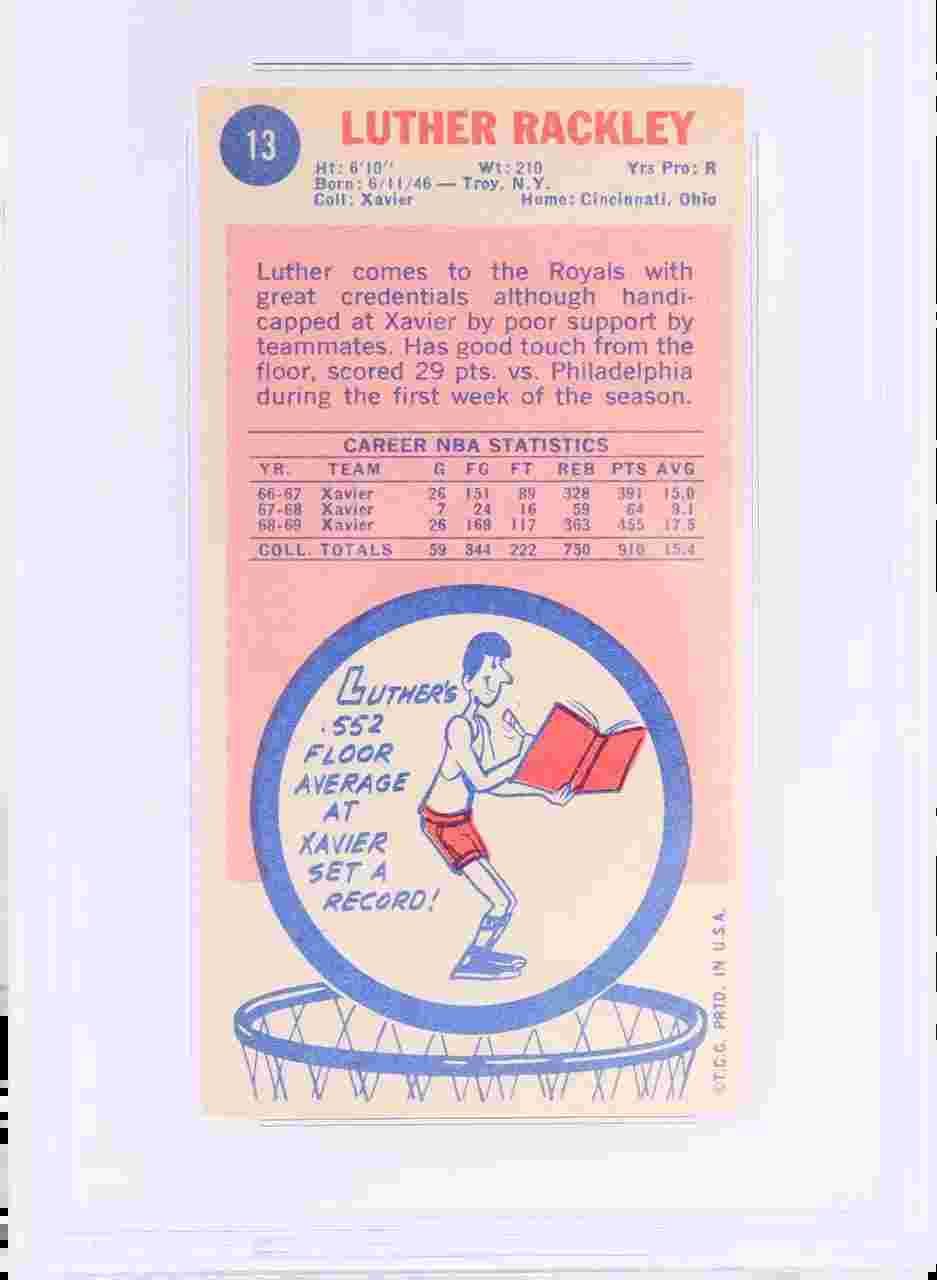 13
LUTHER RACKLEY
Ht: 6'10" Wt: 210 Yrs Pro: R
Born: 6/11/46 — Troy, N.Y.
Coll: Xavier Home: Cincinnati, Ohio
Luther comes to the Royals with
great credentials although handi-
capped at Xavier by poor support by
teammates. Has good touch from the
floor, scored 29 pts. vs. Philadelphia
during the first week of the season.
CAREER NBA STATISTICS
YR. TEAM G FG FT REB PTS AVG
66-67 Xavier 26 151 89 328 391 15.0
67-68 Xavier 7 24 16 59 64 9.1
68-69 Xavier 26 169 117 363 455 17.5
COLL. TOTALS 59 344 222 750 910 15.4
LUTHER'S
.552
FLOOR
AVERAGE
AT
XAVIER
SET A
RECORD!
©T.C.G. PRTD. IN U.S.A.